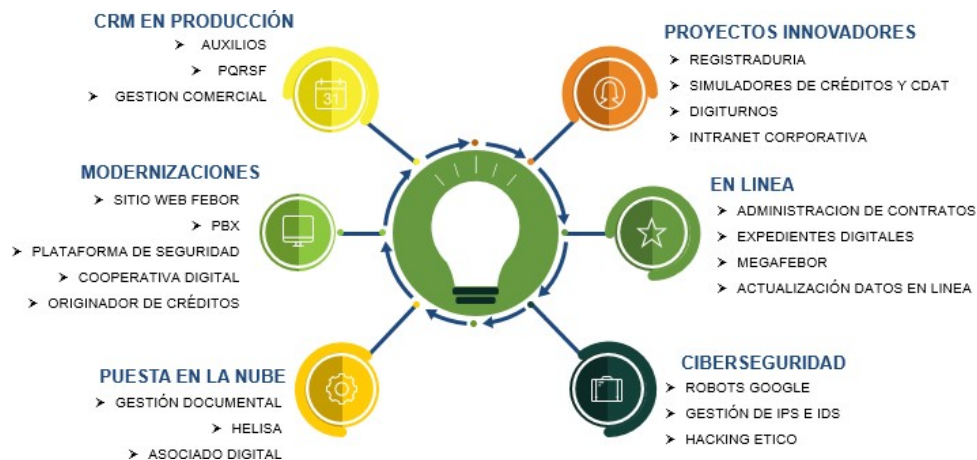 CRM EN PRODUCCIÓN
➤ AUXILIOS
➤ PQRSF
➤ GESTION COMERCIAL
31
MODERNIZACIONES
➤ SITIO WEB FEBOR
➤ PBX
➤ PLATAFORMA DE SEGURIDAD
➤ COOPERATIVA DIGITAL
➤ ORIGINADOR DE CRÉDITOS
PUESTA EN LA NUBE
➤ GESTIÓN DOCUMENTAL
➤ HELISA
➤ ASOCIADO DIGITAL
PROYECTOS INNOVADORES
➤ REGISTRADURIA
➤ SIMULADORES DE CRÉDITOS Y CDAT
➤ DIGITURNOS
➤ INTRANET CORPORATIVA
EN LINEA
➤ ADMINISTRACION DE CONTRATOS
➤ EXPEDIENTES DIGITALES
➤ MEGAFEBOR
➤ ACTUALIZACIÓN DATOS EN LINEA
CIBERSEGURIDAD
➤ ROBOTS GOOGLE
➤ GESTIÓN DE IPS E IDS
➤ HACKING ETICO